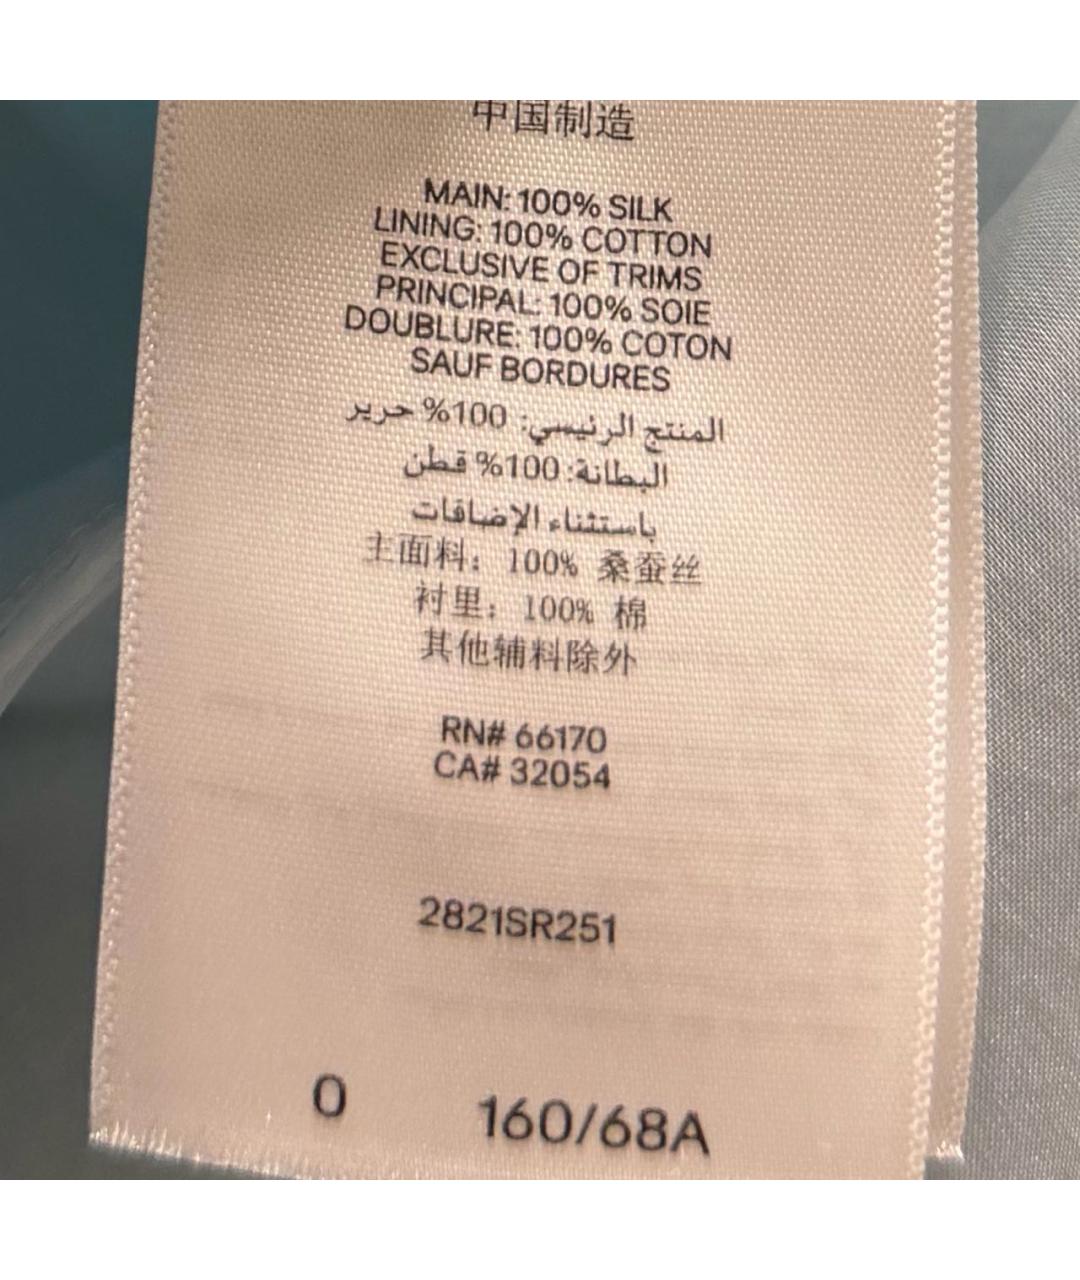 中国制造
MAIN: 100% SILK
LINING: 100% COTTON
EXCLUSIVE OF TRIMS
PRINCIPAL: 100% SOIE
DOUBLURE: 100% COTON
SAUF BORDURES
المنتج الرئيسي: 100% حرير
البطانة: 100% قطن
باستثناء الإضافات
主面料: 100% 桑蚕丝
衬里: 100% 棉
其他辅料除外
RN# 66170
CA# 32054
2821SR251
0 160/68A